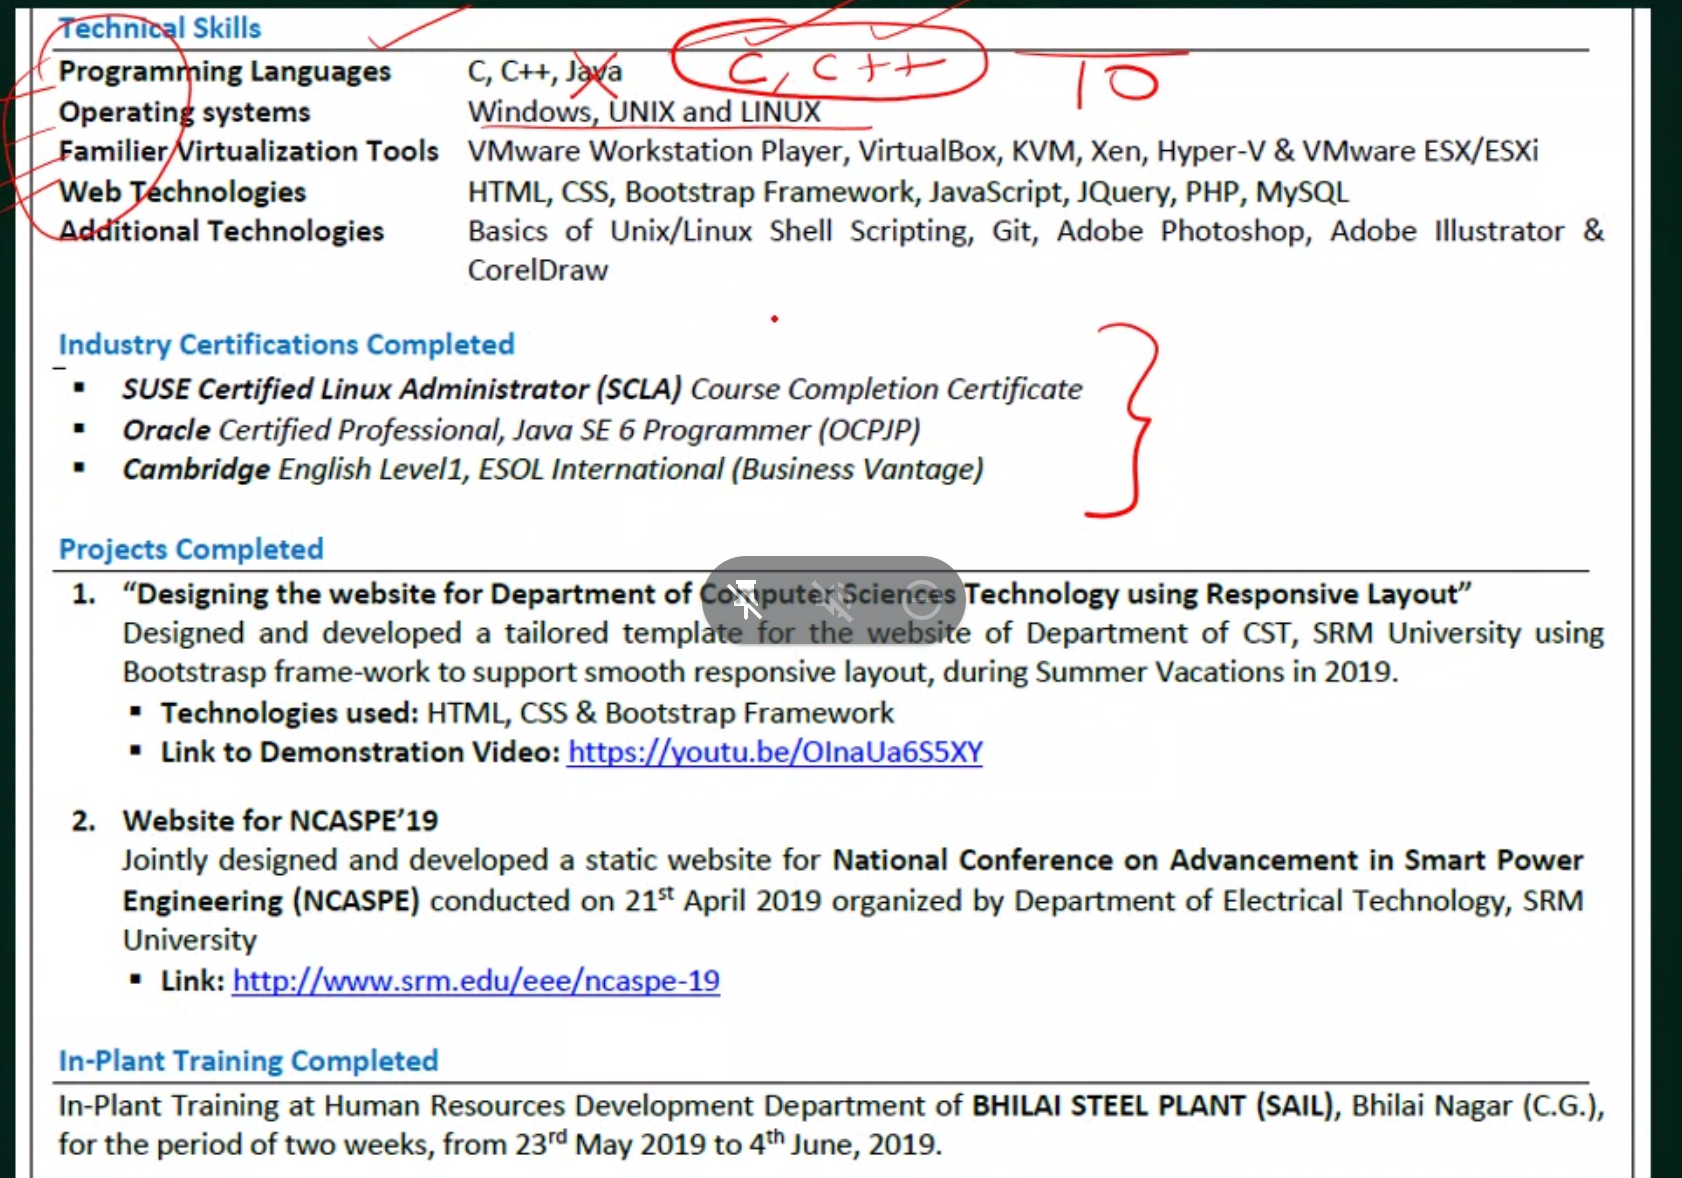 Technical Skills
Programming Languages C, C++, Java C, C++ 10
Operating systems Windows, UNIX and LINUX
Familier Virtualization Tools VMware Workstation Player, VirtualBox, KVM, Xen, Hyper-V & VMware ESX/ESXi
Web Technologies HTML, CSS, Bootstrap Framework, JavaScript, JQuery, PHP, MySQL
Additional Technologies Basics of Unix/Linux Shell Scripting, Git, Adobe Photoshop, Adobe Illustrator &
CorelDraw
Industry Certifications Completed
▪ SUSE Certified Linux Administrator (SCLA) Course Completion Certificate
▪ Oracle Certified Professional, Java SE 6 Programmer (OCPJP)
▪ Cambridge English Level1, ESOL International (Business Vantage)
Projects Completed
1. “Designing the website for Department of Computer Sciences Technology using Responsive Layout”
Designed and developed a tailored template for the website of Department of CST, SRM University using
Bootstrasp frame-work to support smooth responsive layout, during Summer Vacations in 2019.
▪ Technologies used: HTML, CSS & Bootstrap Framework
▪ Link to Demonstration Video: https://youtu.be/OInaUa6S5XY
2. Website for NCASPE’19
Jointly designed and developed a static website for National Conference on Advancement in Smart Power
Engineering (NCASPE) conducted on 21st April 2019 organized by Department of Electrical Technology, SRM
University
▪ Link: http://www.srm.edu/eee/ncaspe-19
In-Plant Training Completed
In-Plant Training at Human Resources Development Department of BHILAI STEEL PLANT (SAIL), Bhilai Nagar (C.G.),
for the period of two weeks, from 23rd May 2019 to 4th June, 2019.